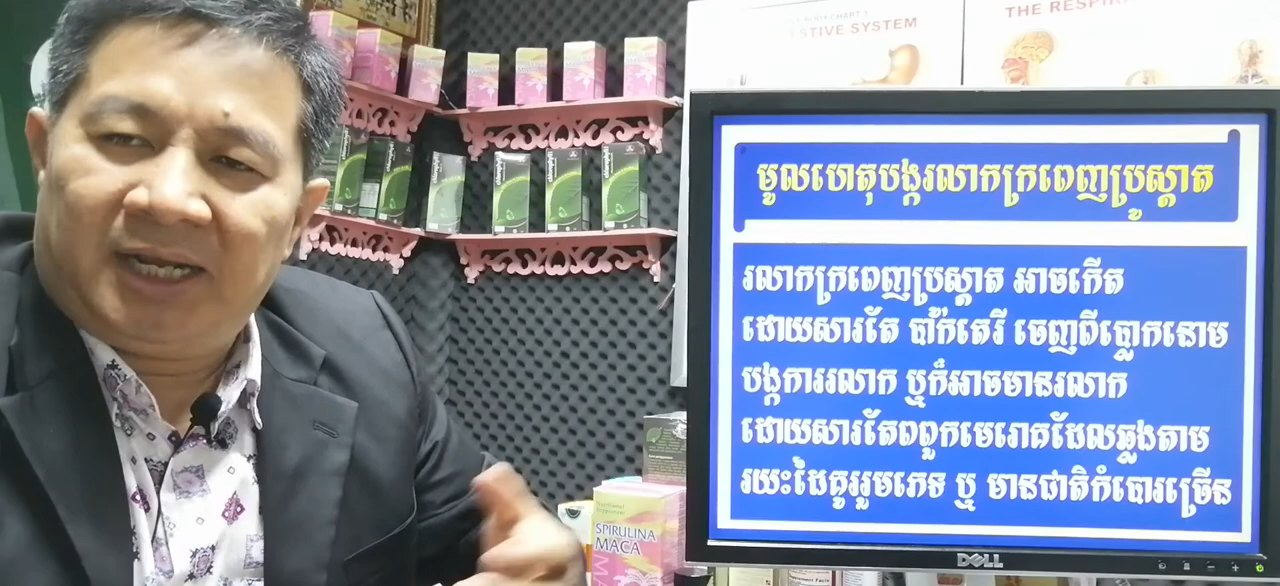 BODY CHART
ESTIVE SYSTEM
THE RESPIRA
មូលហេតុបង្ករលាកក្រពេញប្រូស្តាត
រលាកក្រពេញប្រូស្តាត អាចកើត
ដោយសារតែ បាក់តេរី ចេញពីប្លោកនោម
បង្កការរលាក ឬក៏អាចមានរលាក
ដោយសារតែពពួកមេរោគដែលឆ្លងតាម
រយៈដៃគូររួមភេទ ឬ មានជាតិកំបោរច្រើន
SPIRULINA
MACA
DELL